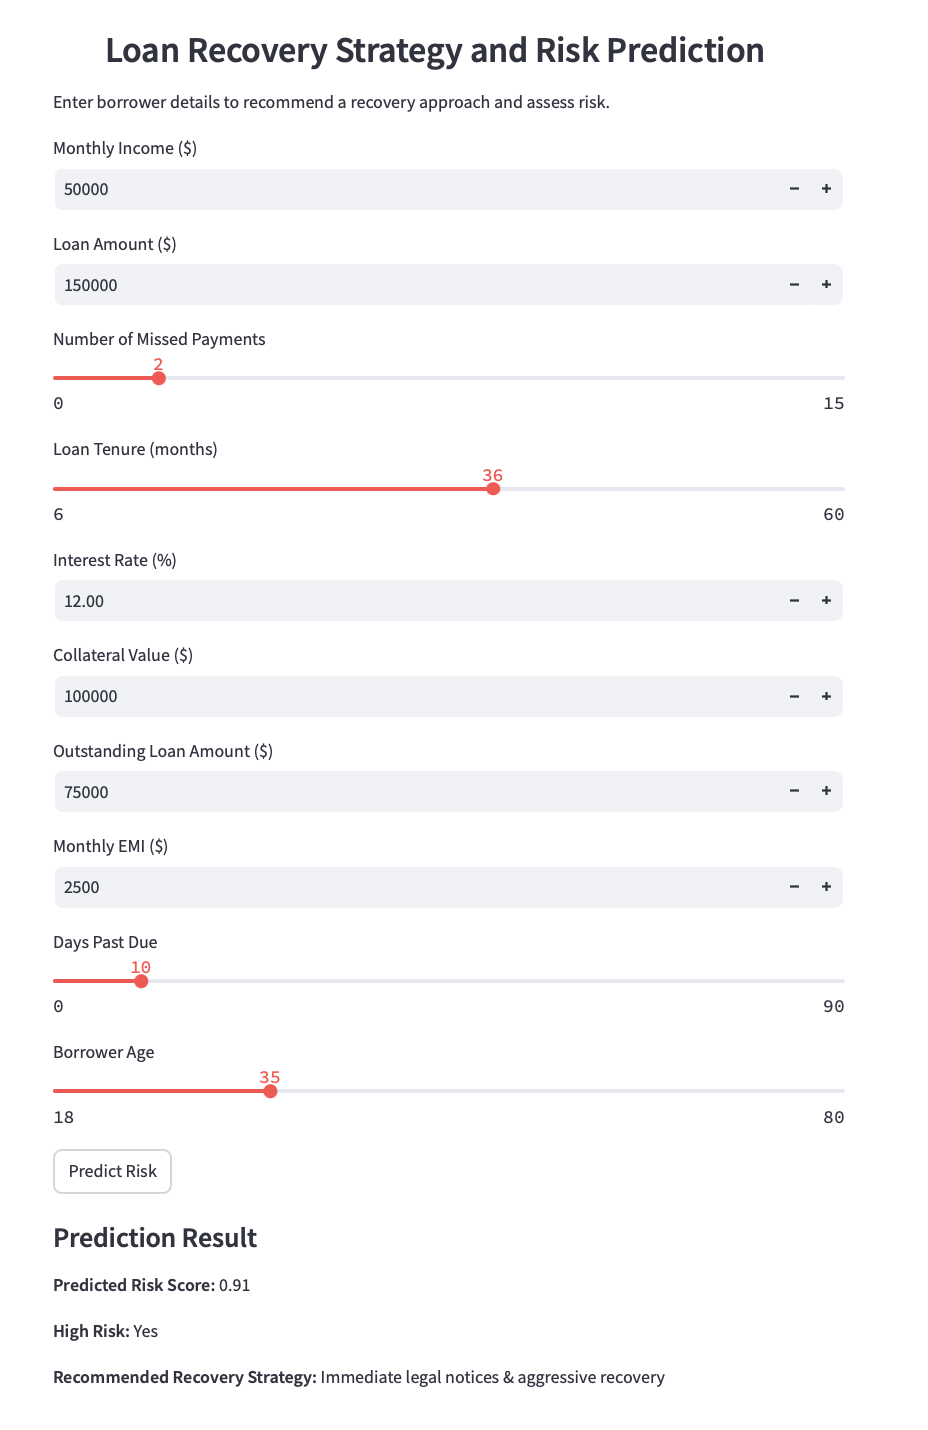 Loan Recovery Strategy and Risk Prediction
Enter borrower details to recommend a recovery approach and assess risk.
Monthly Income ($)
50000 − +
Loan Amount ($)
150000 − +
Number of Missed Payments
2
0 15
Loan Tenure (months)
36
6 60
Interest Rate (%)
12.00 − +
Collateral Value ($)
100000 − +
Outstanding Loan Amount ($)
75000 − +
Monthly EMI ($)
2500 − +
Days Past Due
10
0 90
Borrower Age
35
18 80
Predict Risk
Prediction Result
Predicted Risk Score: 0.91
High Risk: Yes
Recommended Recovery Strategy: Immediate legal notices & aggressive recovery